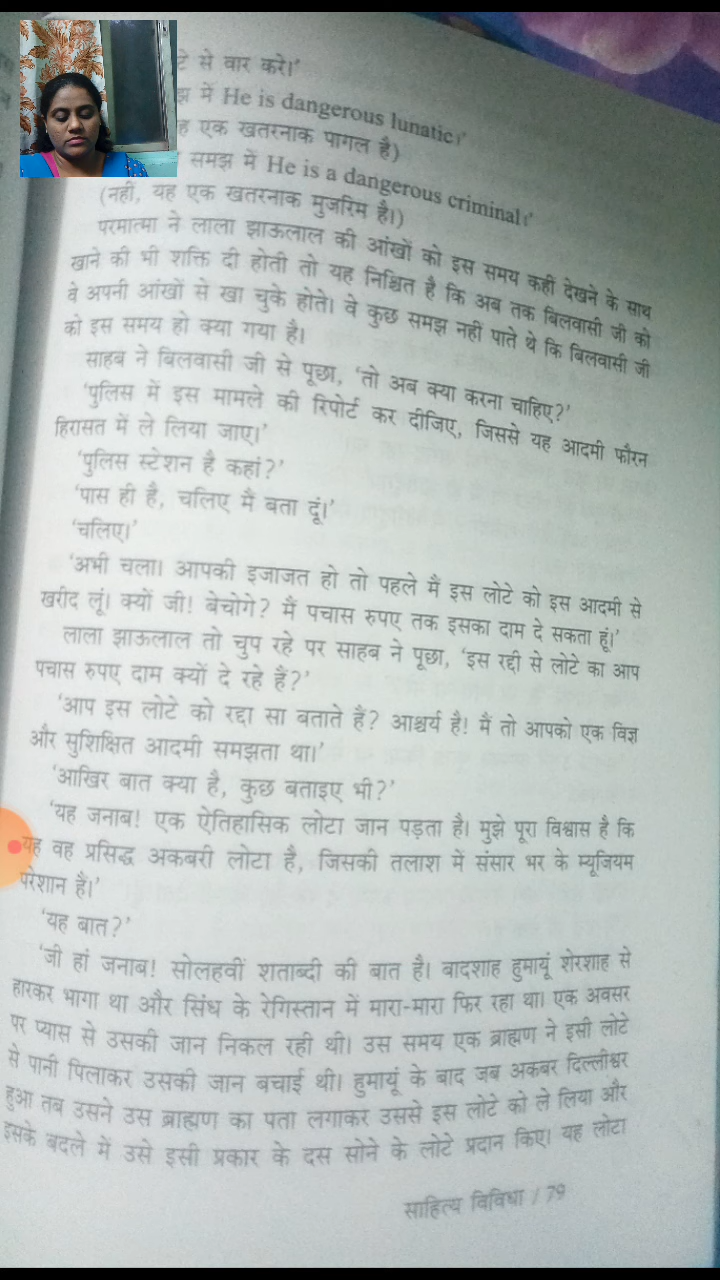 टे से वार करे।'
में He is dangerous lunatic।'
एक खतरनाक पागल है)
समझ में He is a dangerous criminal।'
(नहीं, यह एक खतरनाक मुजरिम है।)
परमात्मा ने लाला झाऊलाल की आंखों को इस समय कहीं देखने के साथ
खाने की भी शक्ति दी होती तो यह निश्चित है कि अब तक बिलवासी जी को
वे अपनी आंखों से खा चुके होते। वे कुछ समझ नहीं पाते थे कि बिलवासी जी
को इस समय हो क्या गया है।
साहब ने बिलवासी जी से पूछा, 'तो अब क्या करना चाहिए?'
'पुलिस में इस मामले की रिपोर्ट कर दीजिए, जिससे यह आदमी फौरन
हिरासत में ले लिया जाए।'
'पुलिस स्टेशन है कहां?'
'पास ही है, चलिए मैं बता दूं।'
'चलिए।'
'अभी चला। आपकी इजाजत हो तो पहले मैं इस लोटे को इस आदमी से
खरीद लूं। क्यों जी! बेचोगे? मैं पचास रुपए तक इसका दाम दे सकता हूं।'
लाला झाऊलाल तो चुप रहे पर साहब ने पूछा, 'इस रद्दी से लोटे का आप
पचास रुपए दाम क्यों दे रहे हैं?'
'आप इस लोटे को रद्दा सा बताते हैं? आश्चर्य है! मैं तो आपको एक विज्ञ
और सुशिक्षित आदमी समझता था।'
'आखिर बात क्या है, कुछ बताइए भी?'
'यह जनाब! एक ऐतिहासिक लोटा जान पड़ता है। मुझे पूरा विश्वास है कि
यह वह प्रसिद्ध अकबरी लोटा है, जिसकी तलाश में संसार भर के म्यूजियम
परेशान हैं।'
'यह बात?'
'जी हां जनाब! सोलहवीं शताब्दी की बात है। बादशाह हुमायूं शेरशाह से
हारकर भागा था और सिंध के रेगिस्तान में मारा-मारा फिर रहा था। एक अवसर
पर प्यास से उसकी जान निकल रही थी। उस समय एक ब्राह्मण ने इसी लोटे
से पानी पिलाकर उसकी जान बचाई थी। हुमायूं के बाद जब अकबर दिल्लीश्वर
हुआ तब उसने उस ब्राह्मण का पता लगाकर उससे इस लोटे को ले लिया और
इसके बदले में उसे इसी प्रकार के दस सोने के लोटे प्रदान किए। यह लोटा
साहित्य विविधा / 79